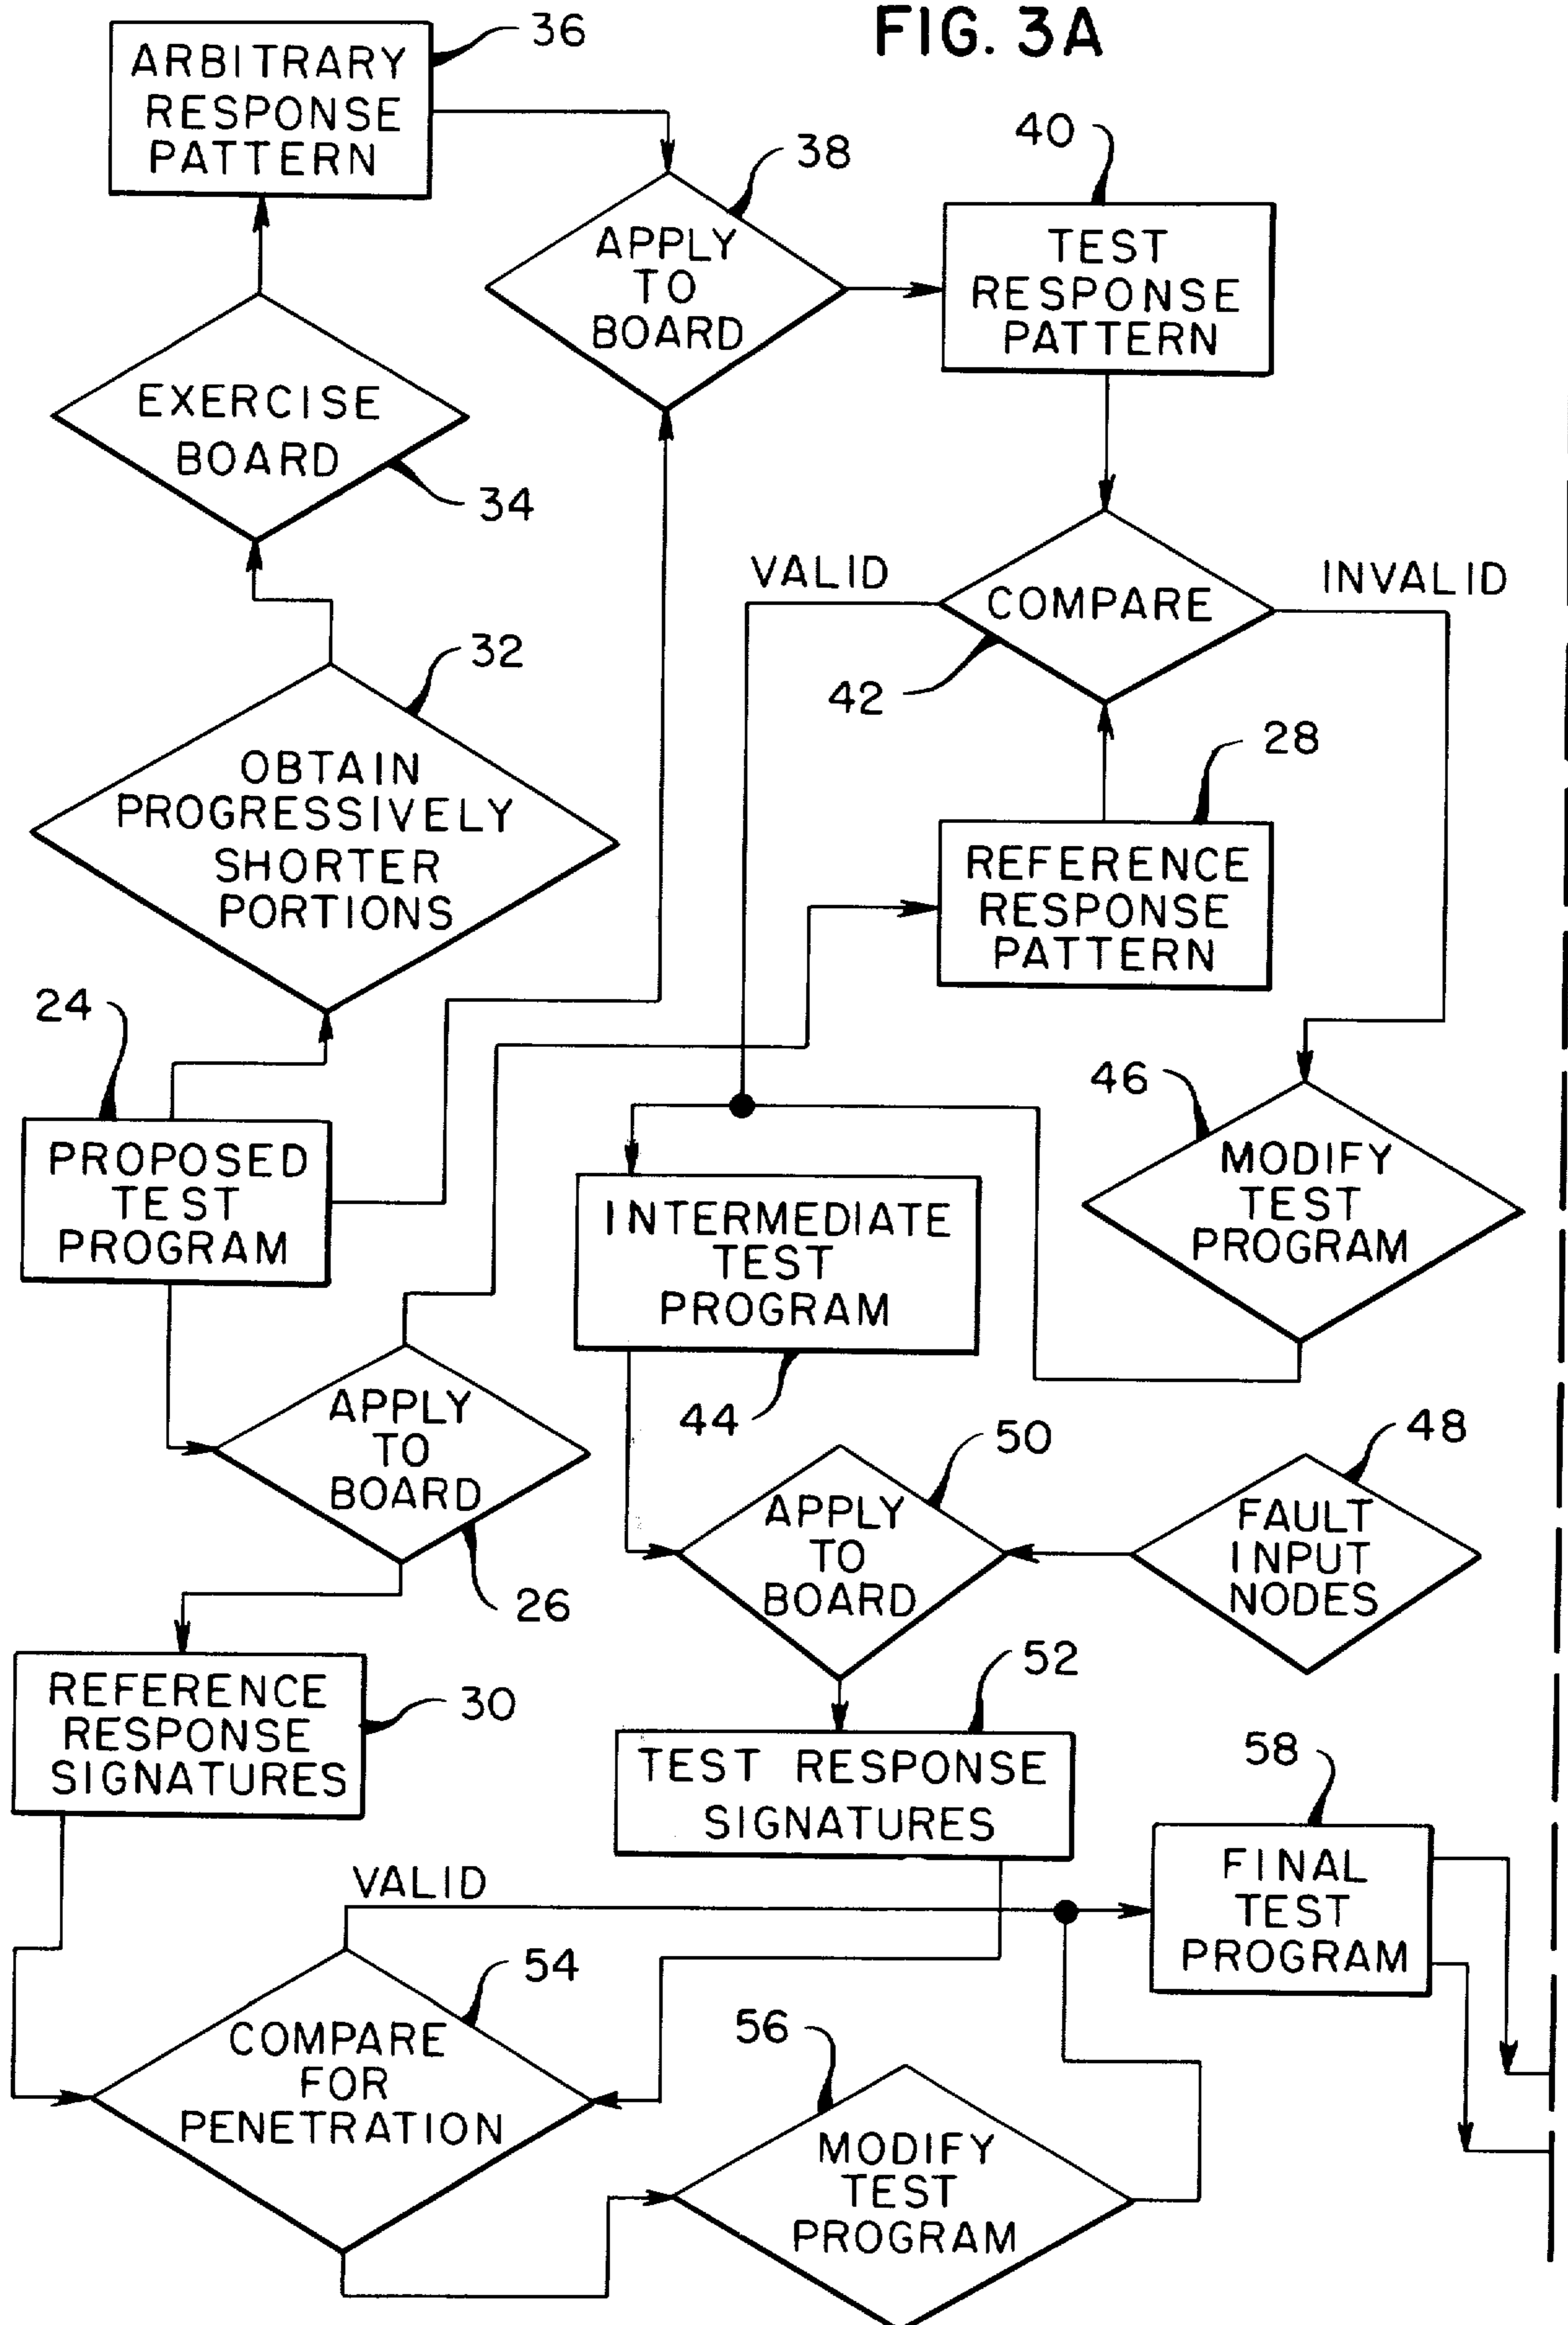 FIG. 3A
36
ARBITRARY
RESPONSE
PATTERN
38
APPLY
TO
BOARD
40
TEST
RESPONSE
PATTERN
EXERCISE
BOARD
34
VALID
COMPARE
INVALID
42
32
OBTAIN
PROGRESSIVELY
SHORTER
PORTIONS
28
REFERENCE
RESPONSE
PATTERN
24
PROPOSED
TEST
PROGRAM
46
MODIFY
TEST
PROGRAM
INTERMEDIATE
TEST
PROGRAM
44
APPLY
TO
BOARD
26
50
APPLY
TO
BOARD
48
FAULT
INPUT
NODES
REFERENCE
RESPONSE
SIGNATURES
30
52
TEST RESPONSE
SIGNATURES
58
FINAL
TEST
PROGRAM
VALID
54
COMPARE
FOR
PENETRATION
56
MODIFY
TEST
PROGRAM